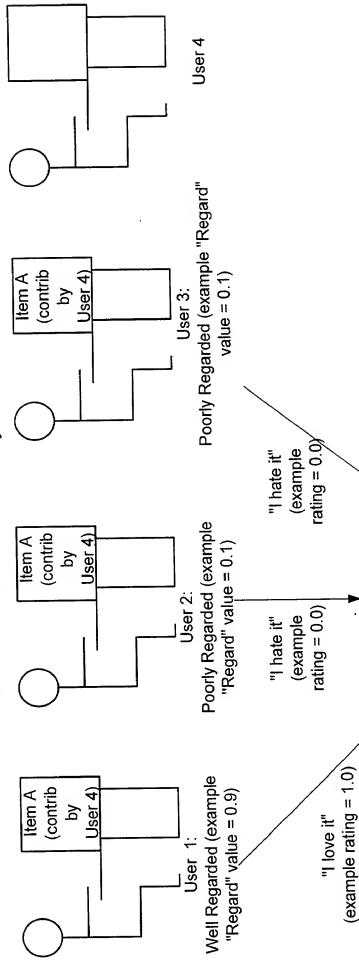 Item A
(contrib
by
User 4)
User 1:
Well Regarded (example
"Regard" value = 0.9)
"I love it"
(example rating = 1.0)
Item A
(contrib
by
User 4)
User 2:
Poorly Regarded (example
"Regard" value = 0.1)
"I hate it"
(example
rating = 0.0)
Item A
(contrib
by
User 4)
User 3:
Poorly Regarded (example "Regard"
value = 0.1)
"I hate it"
(example
rating = 0.0)
User 4